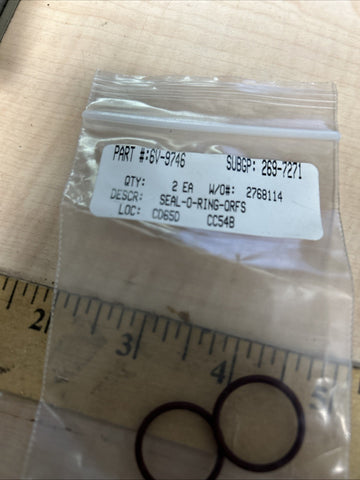 PART #:6V-9746 SUBGP: 269-7271
QTY: 2 EA W/O#: 2768114
DESCR: SEAL-O-RING-ORFS
LOC: CD65D CC54B
2 3 4 5